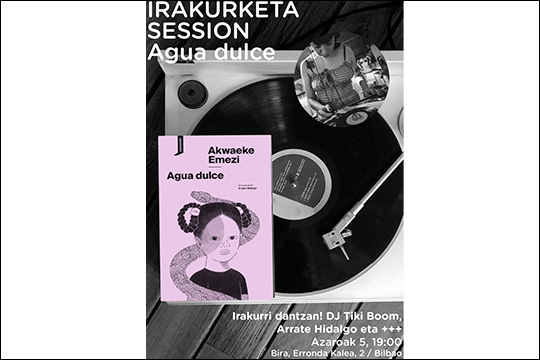 IRAKURKETA
SESSION
Agua dulce
Akwaeke
Emezi
Agua dulce
Irakurri dantzan! DJ Tiki Boom,
Arrate Hidalgo eta +++
Azaroak 5, 19:00
Bira, Erronda Kalea, 2 / Bilbao